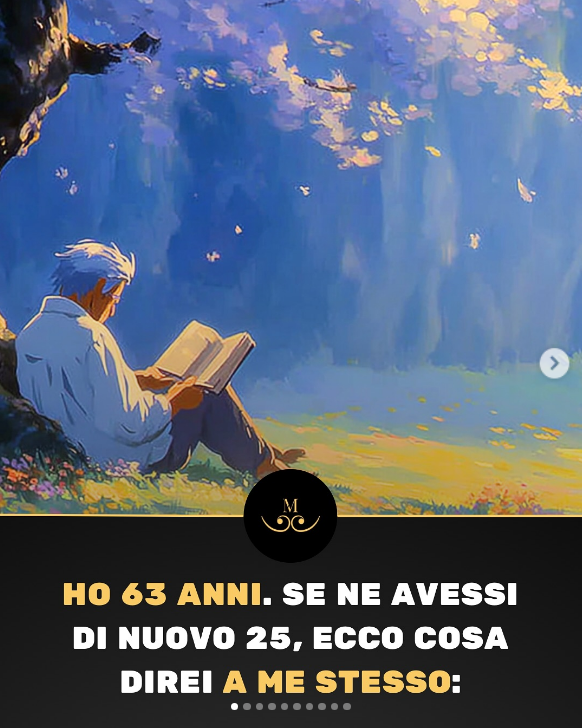 M
HO 63 ANNI. SE NE AVESSI
DI NUOVO 25, ECCO COSA
DIREI A ME STESSO: